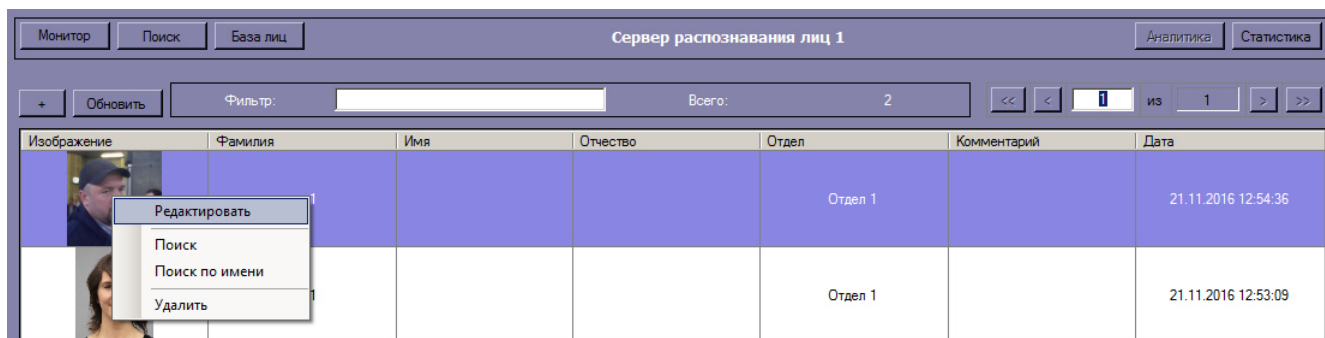 Монитор Поиск База лиц Сервер распознавания лиц 1 Аналитика Статистика
+ Обновить Фильтр: Всего: 2 << < 1 из 1 > >>
Изображение Фамилия Имя Отчество Отдел Комментарий Дата
1 Отдел 1 21.11.2016 12:54:36
Редактировать
Поиск
Поиск по имени
Удалить
1 Отдел 1 21.11.2016 12:53:09